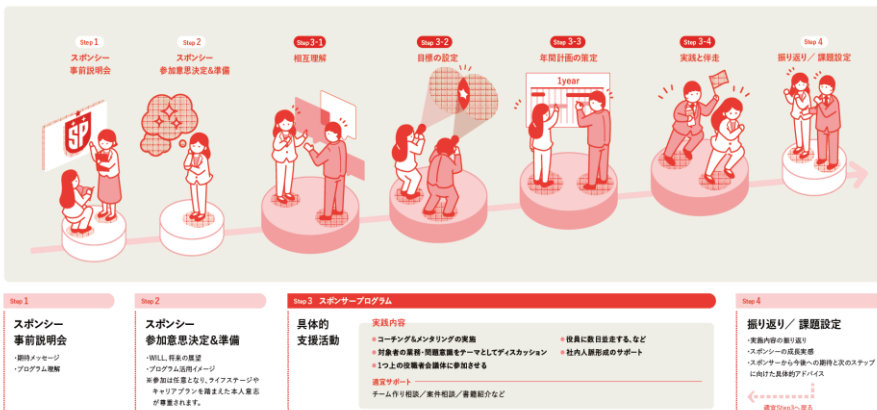 Step 1
スポンシー
事前説明会
Step 2
スポンシー
参加意思決定&準備
Step 3-1
相互理解
Step 3-2
目標の設定
Step 3-3
年間計画の策定
Step 3-4
実践と伴走
Step 4
振り返り/課題設定
SP
1year
Step 1
スポンシー
事前説明会
・期待メッセージ
・プログラム理解
Step 2
スポンシー
参加意思決定&準備
・WILL、将来の展望
・プログラム活用イメージ
※参加は任意となり、ライフステージや
キャリアプランを踏まえた本人意志
が尊重されます。
Step 3 スポンサープログラム
具体的
支援活動
実践内容
●コーチング&メンタリングの実施
●対象者の業務・問題意識をテーマとしてディスカッション
●1つ上の役職者会議体に参加させる
●役員に数日並走する、など
●社内人脈形成のサポート
適宜サポート
チーム作り相談/案件相談/書籍紹介など
Step 4
振り返り/課題設定
・実施内容の振り返り
・スポンシーの成長実感
・スポンサーから今後への期待と次のステップ
に向けた具体的アドバイス
適宜Step3へ戻る